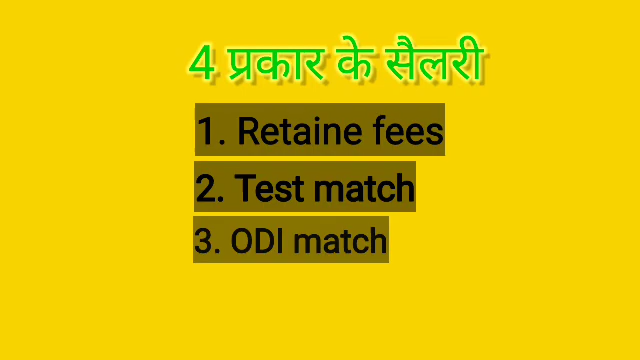 4 प्रकार के सैलरी
1. Retaine fees
2. Test match
3. ODI match